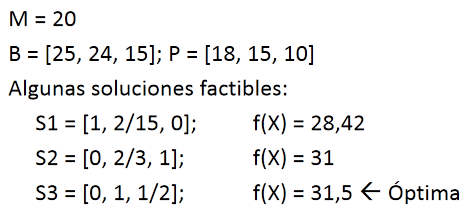 M = 20
B = [25, 24, 15]; P = [18, 15, 10]
Algunas soluciones factibles:
S1 = [1, 2/15, 0]; f(X) = 28,42
S2 = [0, 2/3, 1]; f(X) = 31
S3 = [0, 1, 1/2]; f(X) = 31,5 ← Óptima